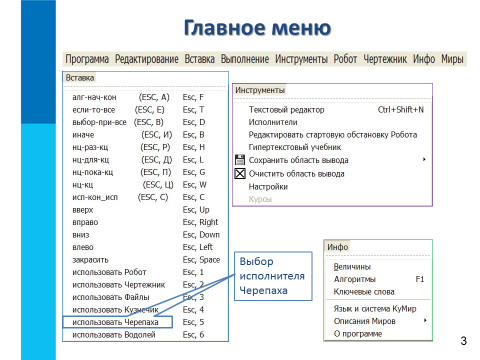 Главное меню
Программа Редактирование Вставка Выполнение Инструменты Робот Чертежник Инфо Миры
Вставка
алг-нач-кон (ESC, А) Esc, F
если-то-все (ESC, Е) Esc, T
выбор-при-все (ESC, В) Esc, D
иначе (ESC, И) Esc, B
нц-раз-кц (ESC, Р) Esc, H
нц-для-кц (ESC, Д) Esc, L
нц-пока-кц (ESC, П) Esc, G
нц-кц (ESC, Ц) Esc, W
исп-кон_исп (ESC, С) Esc, C
вверх Esc, Up
вправо Esc, Right
вниз Esc, Down
влево Esc, Left
закрасить Esc, Space
использовать Робот Esc, 1
использовать Чертежник Esc, 2
использовать Файлы Esc, 3
использовать Кузнечик Esc, 4
использовать Черепаха Esc, 5
использовать Водолей Esc, 6
Инструменты
Текстовый редактор Ctrl+Shift+N
Исполнители
Редактировать стартовую обстановку Робота
Гипертекстовый учебник
Сохранить область вывода
Очистить область вывода
Настройки
Курсы
Выбор
исполнителя
Черепаха
Инфо
Величины
Алгоритмы F1
Ключевые слова
Язык и система КуМир
Описания Миров
О программе
3